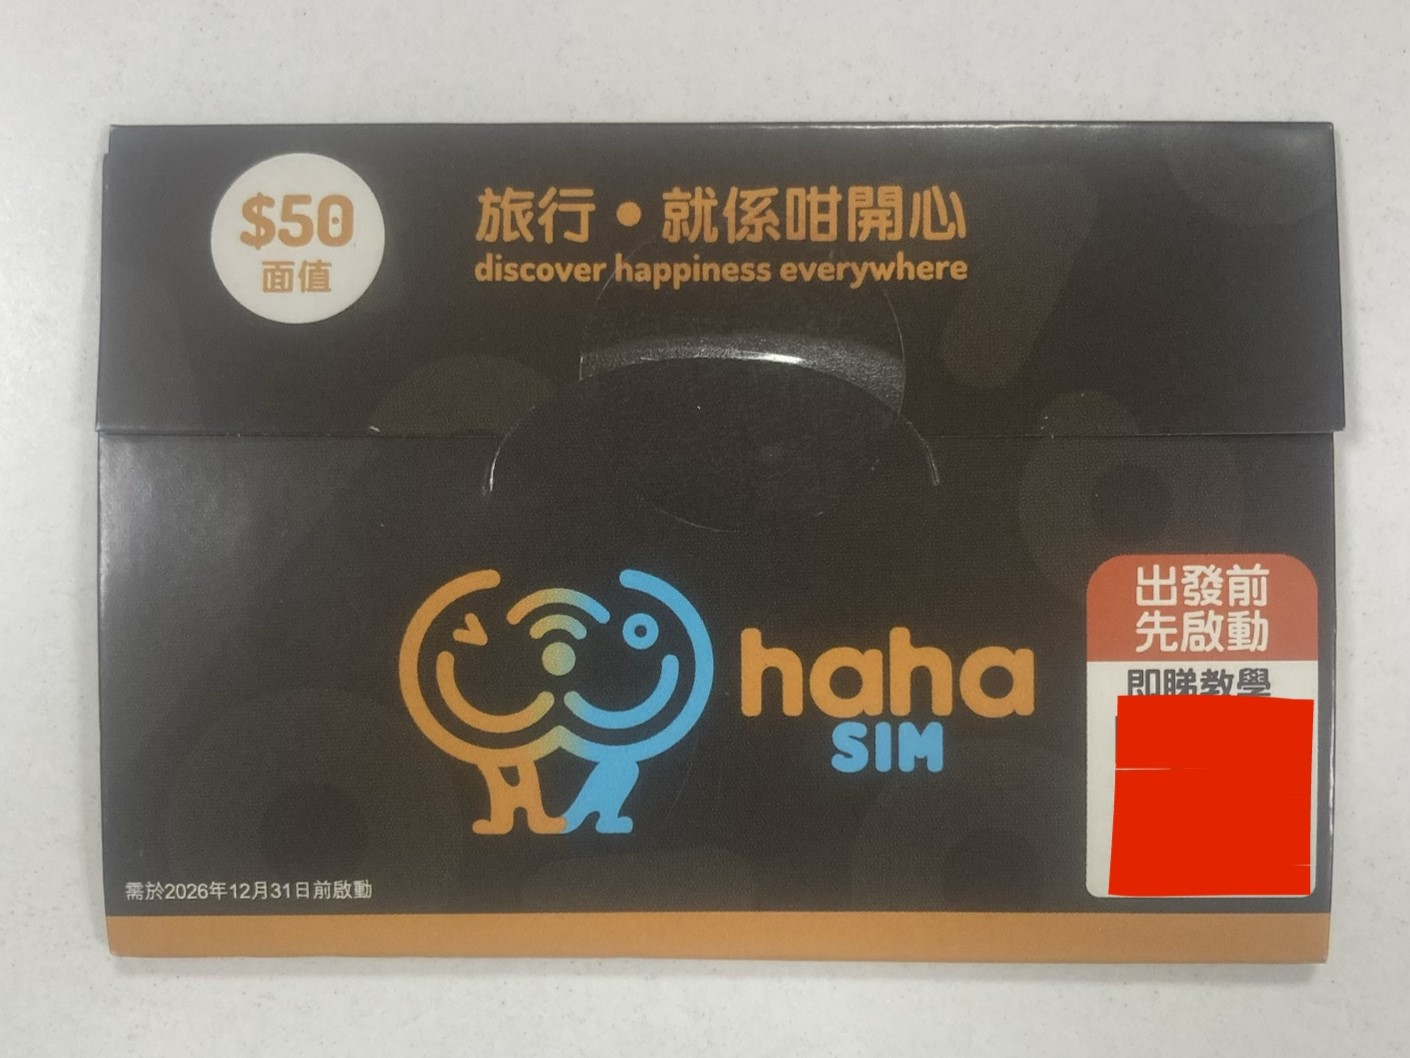 $50
面值
旅行•就係咁開心
discover happiness everywhere
haha
SIM
出發前
先啟動
即睇教學
需於2026年12月31日前啟動